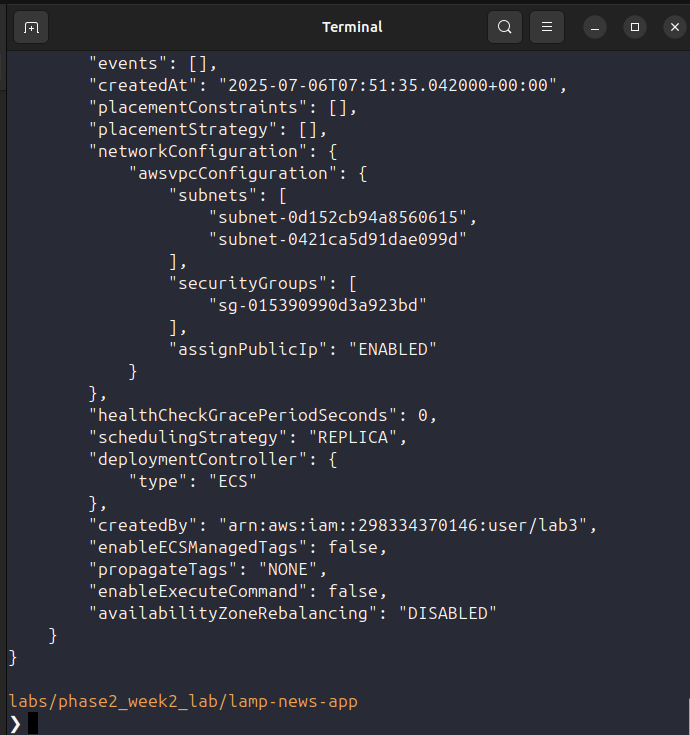 Terminal
"events": [],
"createdAt": "2025-07-06T07:51:35.042000+00:00",
"placementConstraints": [],
"placementStrategy": [],
"networkConfiguration": {
"awsvpcConfiguration": {
"subnets": [
"subnet-0d152cb94a8560615",
"subnet-0421ca5d91dae099d"
],
"securityGroups": [
"sg-015390990d3a923bd"
],
"assignPublicIp": "ENABLED"
}
},
"healthCheckGracePeriodSeconds": 0,
"schedulingStrategy": "REPLICA",
"deploymentController": {
"type": "ECS"
},
"createdBy": "arn:aws:iam::298334370146:user/lab3",
"enableECSManagedTags": false,
"propagateTags": "NONE",
"enableExecuteCommand": false,
"availabilityZoneRebalancing": "DISABLED"
}
}
labs/phase2_week2_lab/lamp-news-app
❯